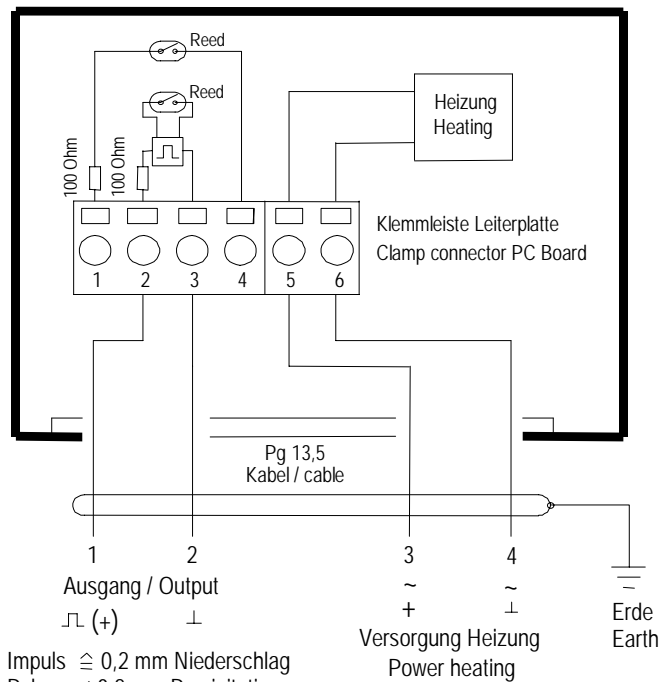 Reed
Reed
100 Ohm
100 Ohm
Heizung
Heating
Klemmleiste Leiterplatte
Clamp connector PC Board
1 2 3 4 5 6
Pg 13,5
Kabel / cable
1 2 3 4
Ausgang / Output
(+) ⊥
~ ~
+ ⊥
Versorgung Heizung
Power heating
Erde
Earth
Impuls ≙ 0,2 mm Niederschlag